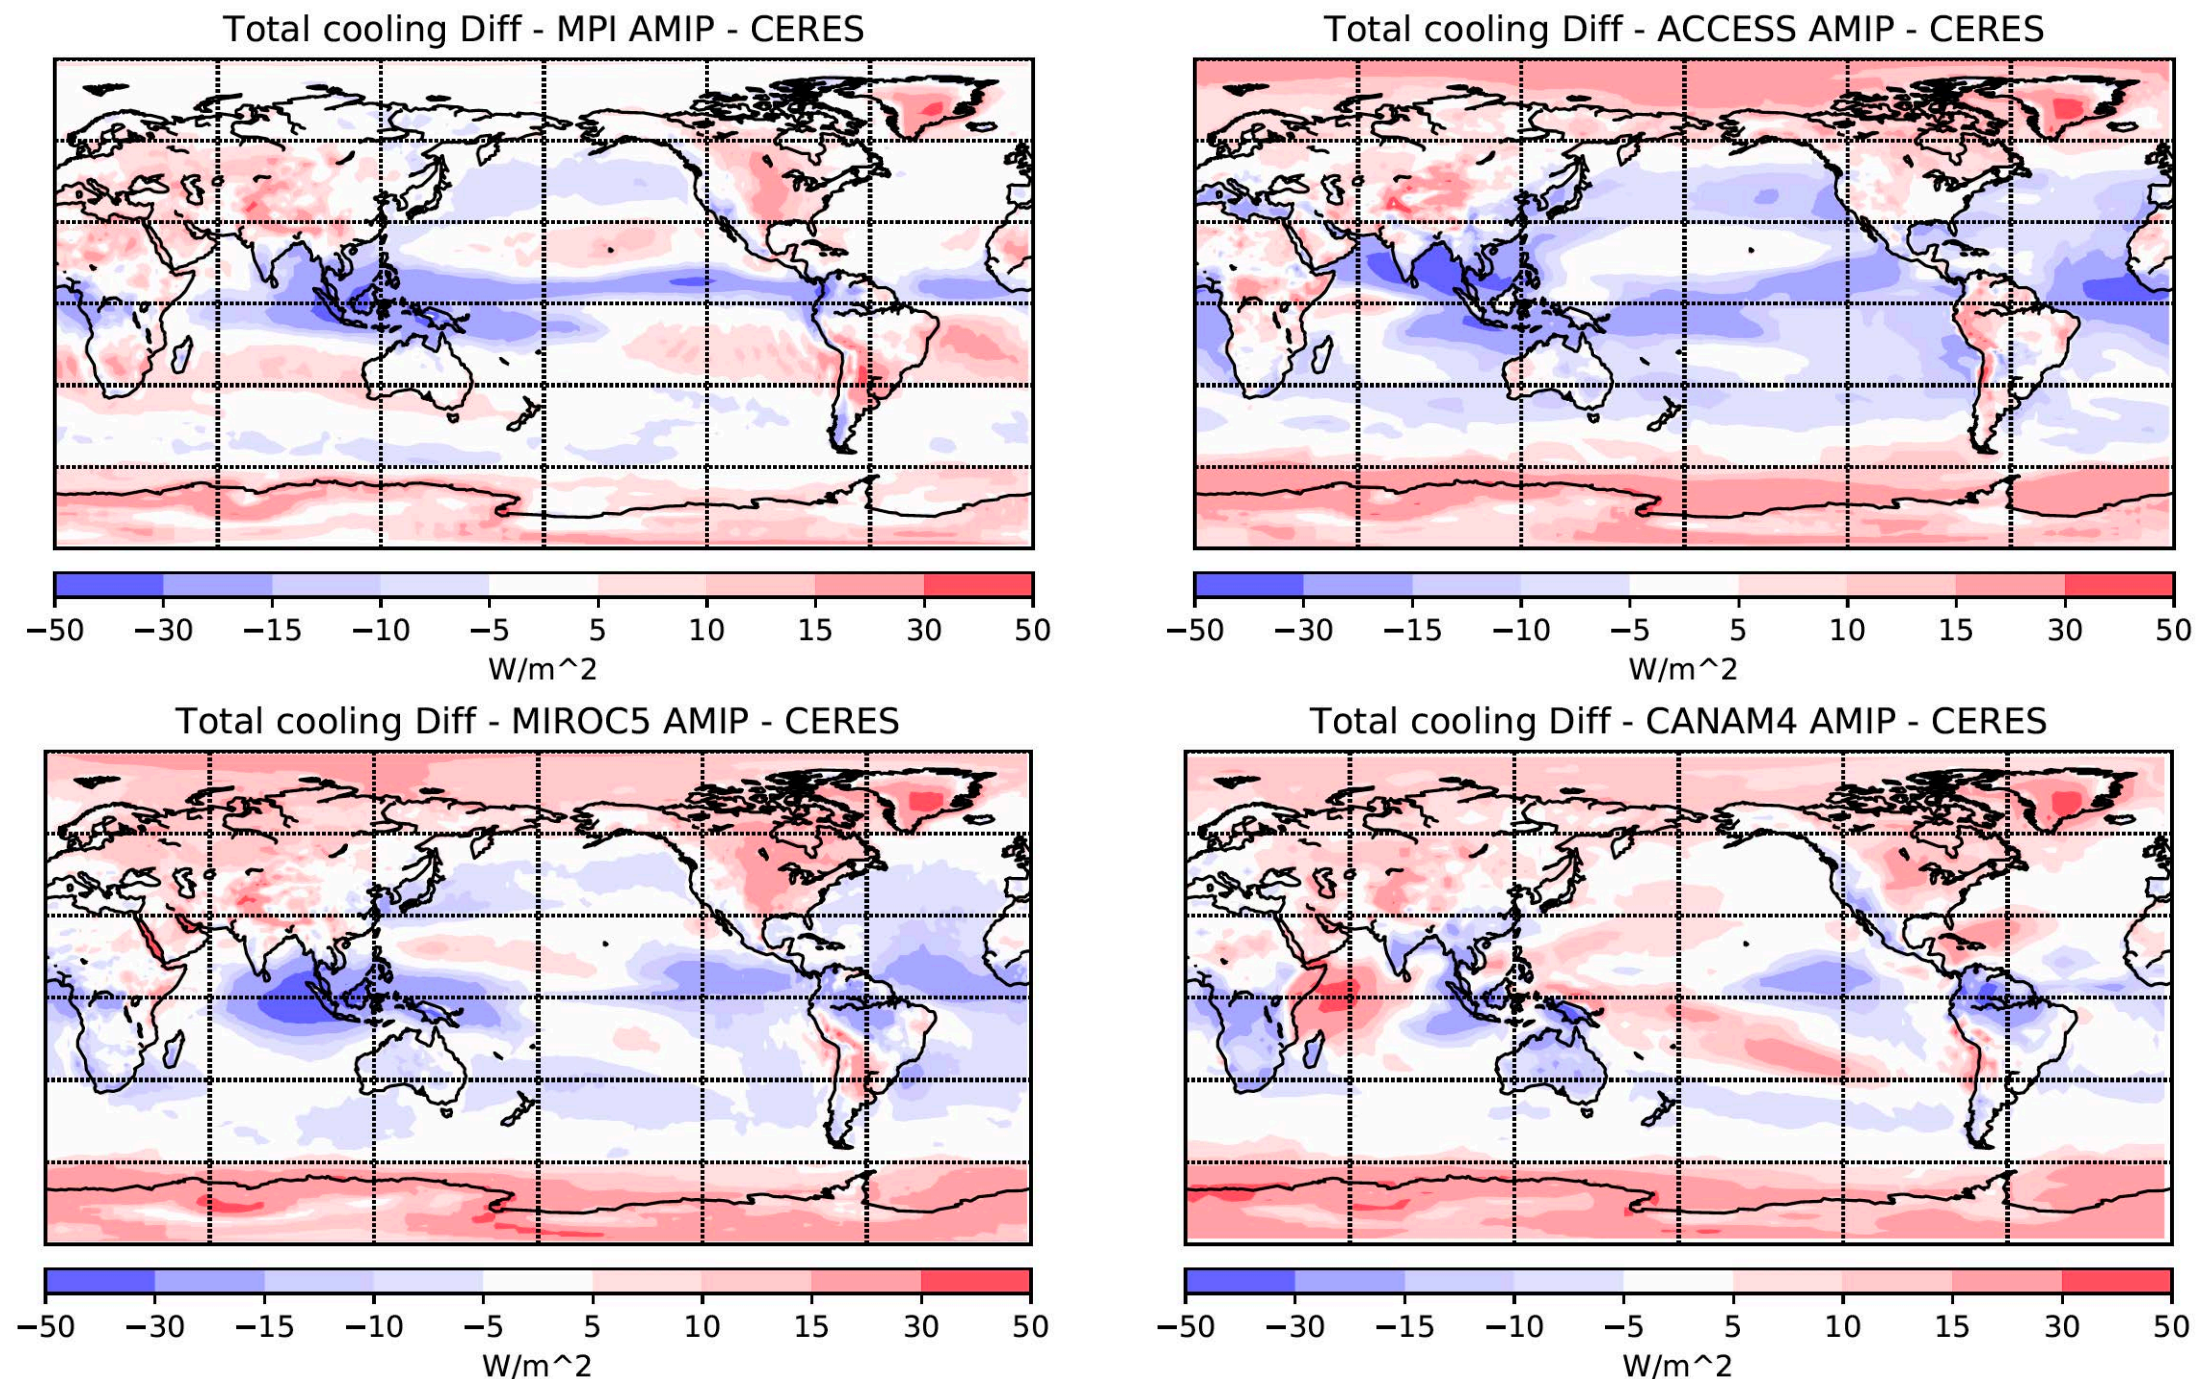 Total cooling Diff - MPI AMIP - CERES
Total cooling Diff - ACCESS AMIP - CERES
−50 −30 −15 −10 −5 5 10 15 30 50
W/m^2
−50 −30 −15 −10 −5 5 10 15 30 50
W/m^2
Total cooling Diff - MIROC5 AMIP - CERES
Total cooling Diff - CANAM4 AMIP - CERES
−50 −30 −15 −10 −5 5 10 15 30 50
W/m^2
−50 −30 −15 −10 −5 5 10 15 30 50
W/m^2